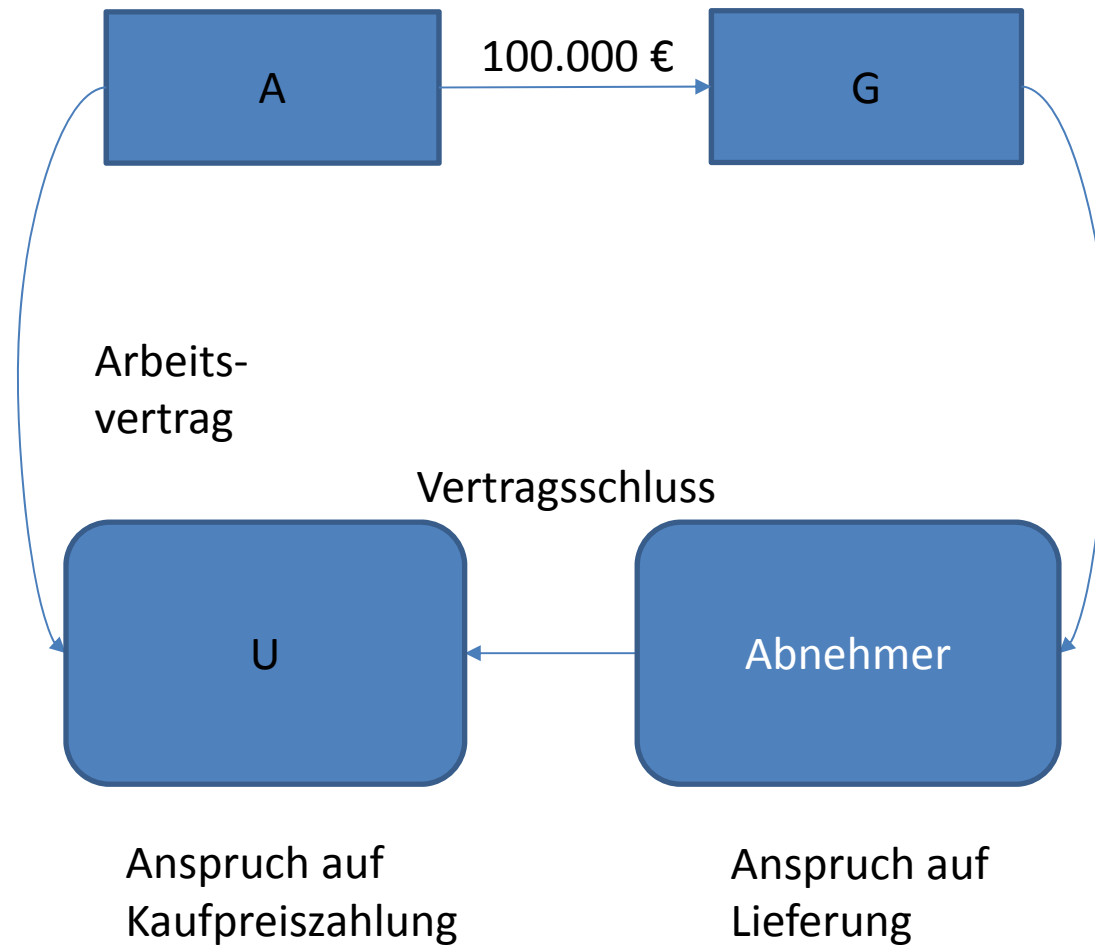 A
100.000 €
G
Arbeits-
vertrag
Vertragsschluss
U
Abnehmer
Anspruch auf
Kaufpreiszahlung
Anspruch auf
Lieferung